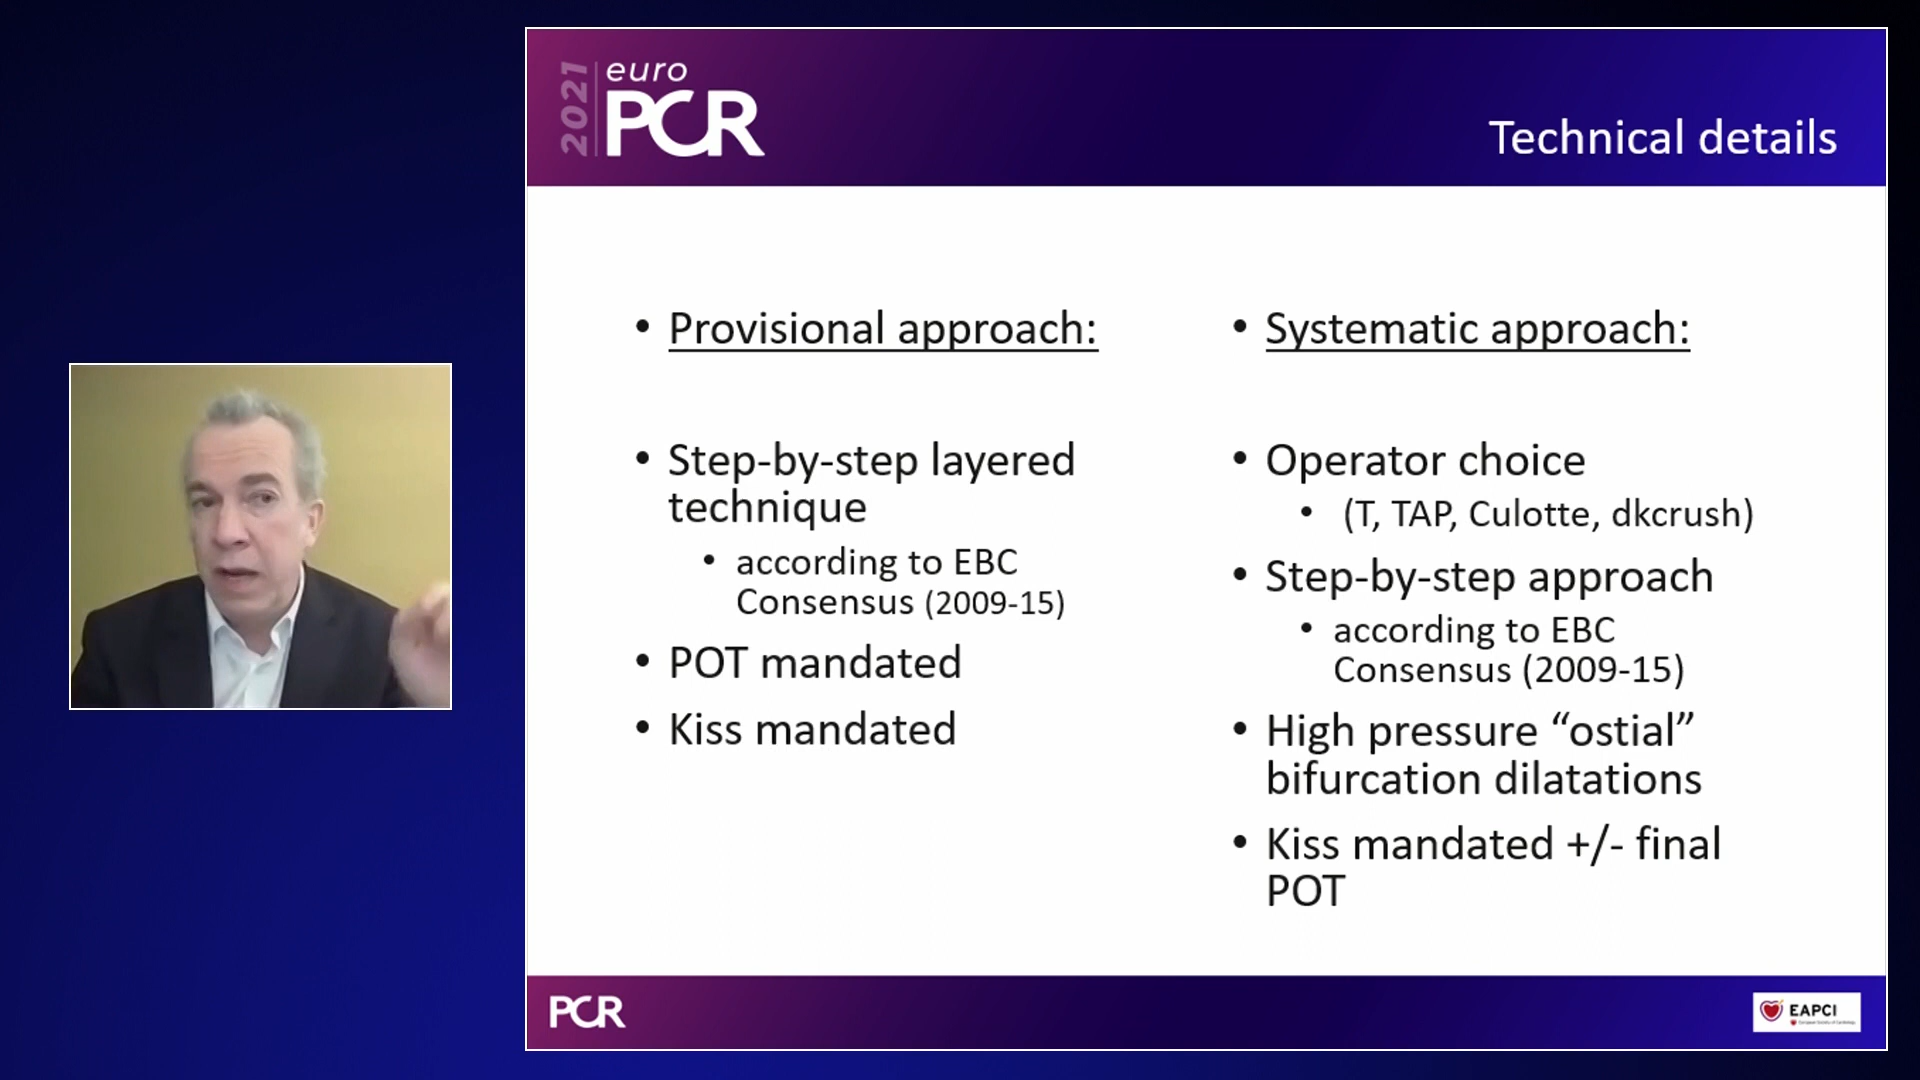 2021
euro
PCR
Technical details
• Provisional approach:
• Step-by-step layered
technique
• according to EBC
Consensus (2009-15)
• POT mandated
• Kiss mandated
• Systematic approach:
• Operator choice
• (T, TAP, Culotte, dkcrush)
• Step-by-step approach
• according to EBC
Consensus (2009-15)
• High pressure “ostial”
bifurcation dilatations
• Kiss mandated +/- final
POT
PCR
EAPCI